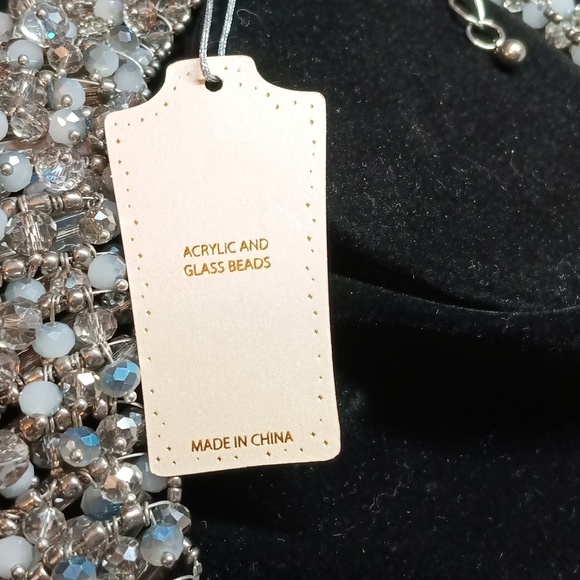 ACRYLIC AND
GLASS BEADS
MADE IN CHINA